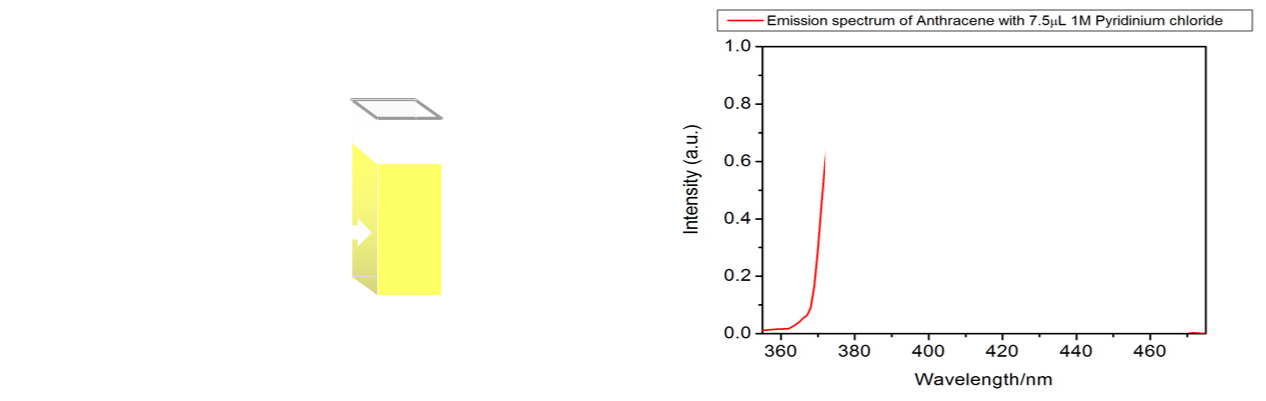 Emission spectrum of Anthracene with 7.5μL 1M Pyridinium chloride
1.0
0.8
0.6
0.4
0.2
0.0
Intensity (a.u.)
360 380 400 420 440 460
Wavelength/nm